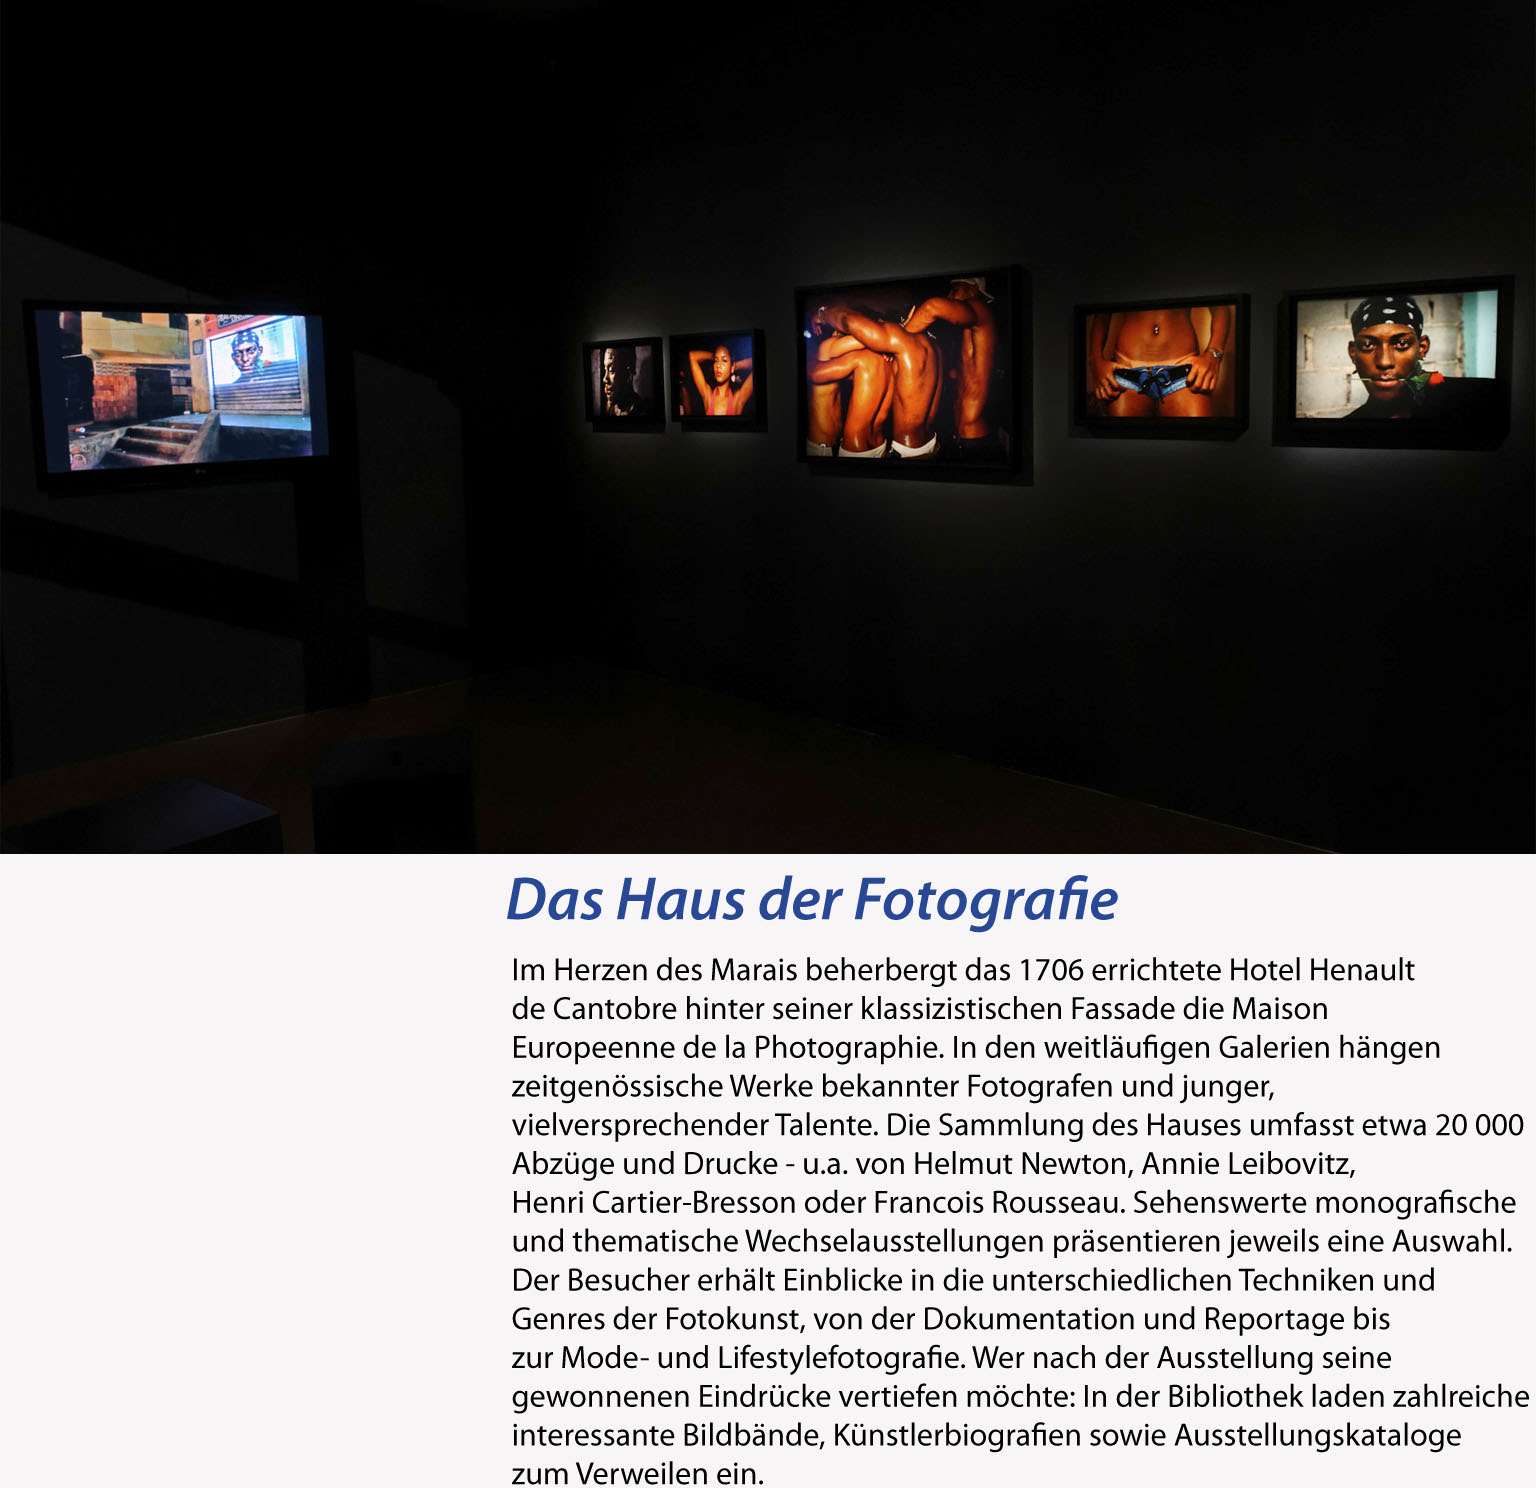 Das Haus der Fotografie
Im Herzen des Marais beherbergt das 1706 errichtete Hotel Henault
de Cantobre hinter seiner klassizistischen Fassade die Maison
Europeenne de la Photographie. In den weitläufigen Galerien hängen
zeitgenössische Werke bekannter Fotografen und junger,
vielversprechender Talente. Die Sammlung des Hauses umfasst etwa 20 000
Abzüge und Drucke - u.a. von Helmut Newton, Annie Leibovitz,
Henri Cartier-Bresson oder Francois Rousseau. Sehenswerte monografische
und thematische Wechselausstellungen präsentieren jeweils eine Auswahl.
Der Besucher erhält Einblicke in die unterschiedlichen Techniken und
Genres der Fotokunst, von der Dokumentation und Reportage bis
zur Mode- und Lifestylefotografie. Wer nach der Ausstellung seine
gewonnenen Eindrücke vertiefen möchte: In der Bibliothek laden zahlreiche
interessante Bildbände, Künstlerbiografien sowie Ausstellungskataloge
zum Verweilen ein.